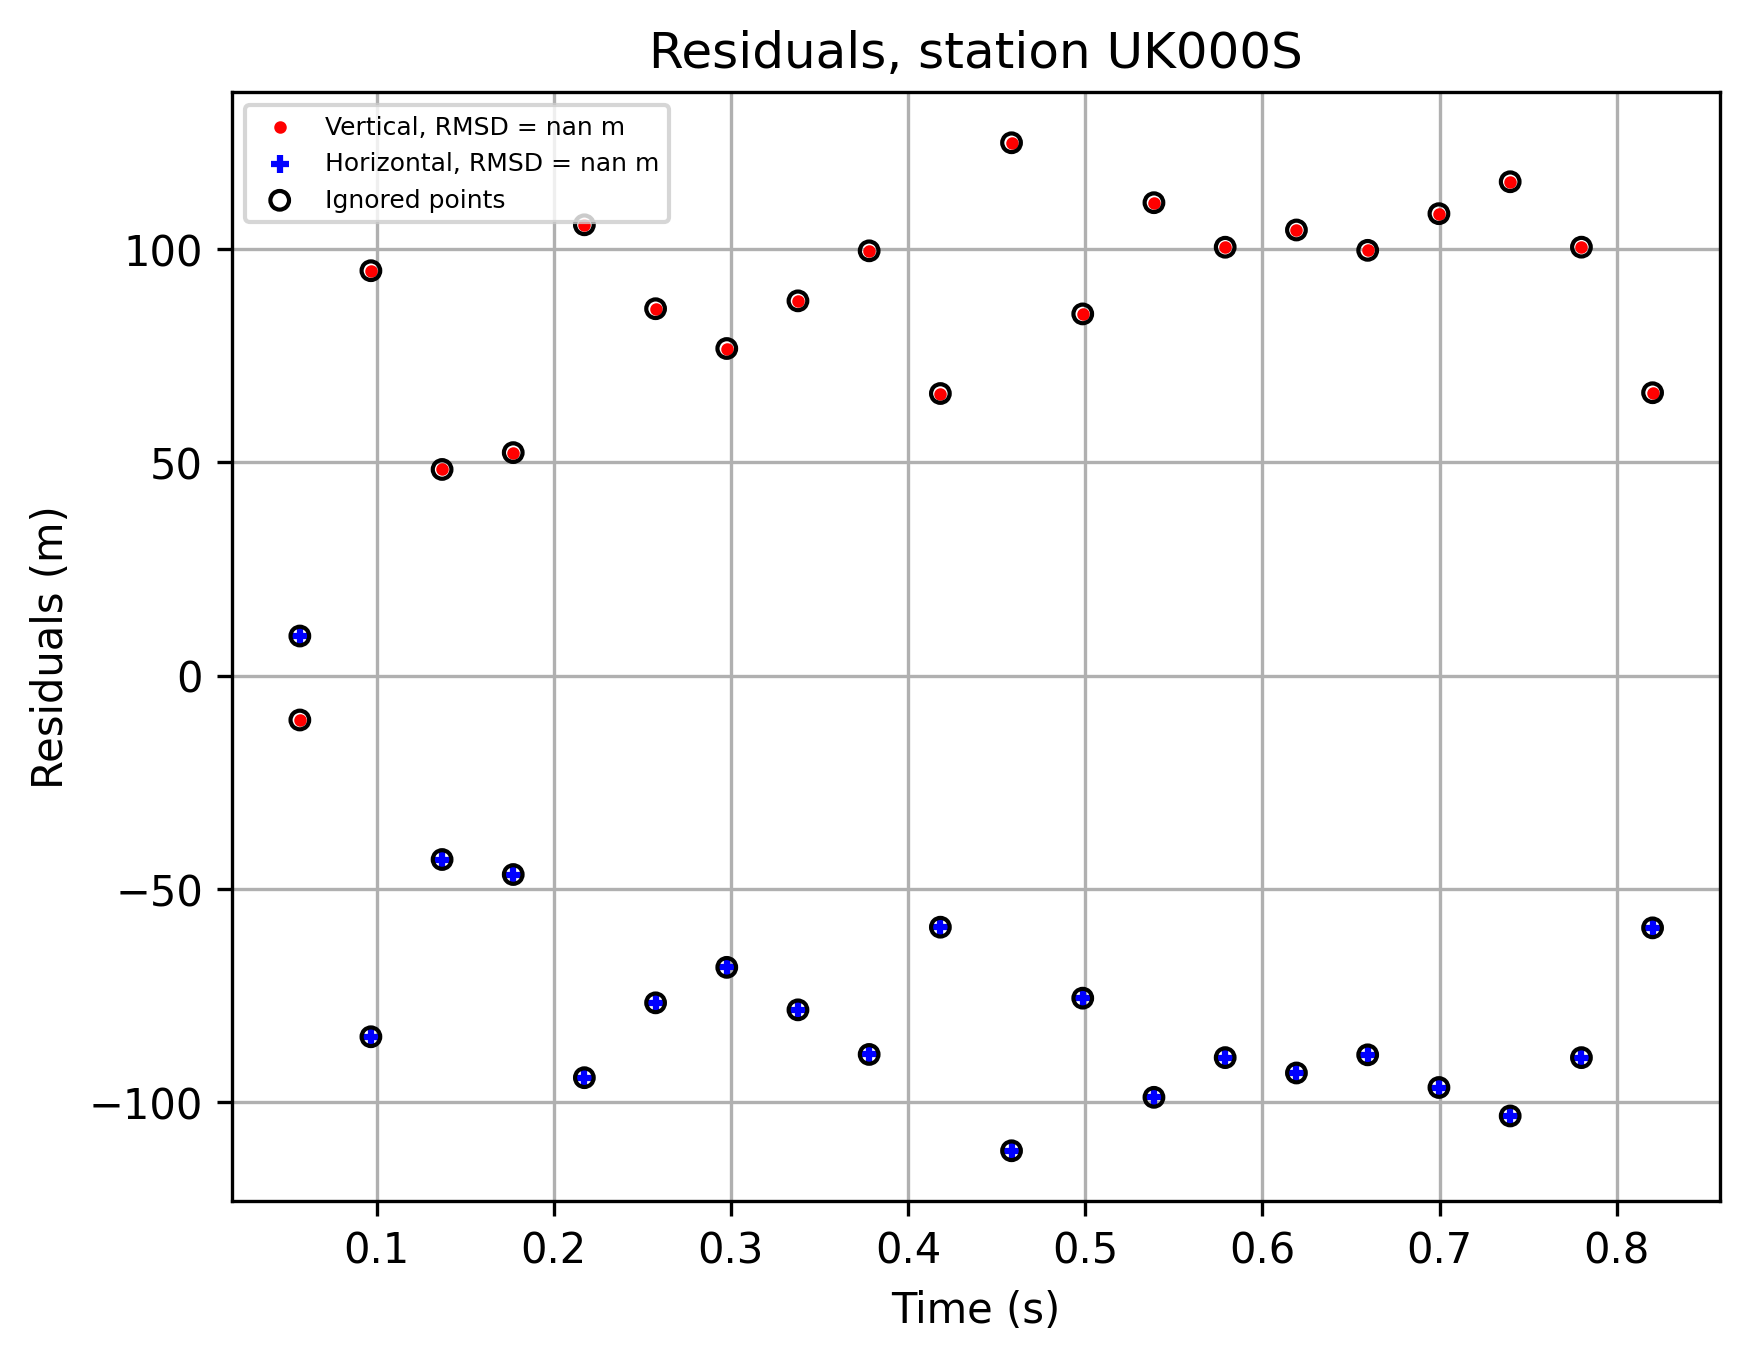 Residuals, station UK000S
Vertical, RMSD = nan m
Horizontal, RMSD = nan m
Ignored points
100
50
0
−50
−100
Residuals (m)
0.1 0.2 0.3 0.4 0.5 0.6 0.7 0.8
Time (s)